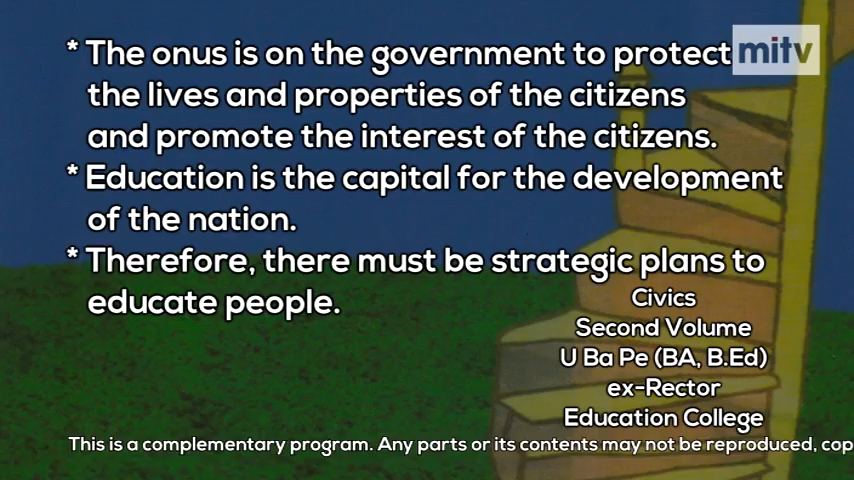 * The onus is on the government to protect
the lives and properties of the citizens
and promote the interest of the citizens.
* Education is the capital for the development
of the nation.
* Therefore, there must be strategic plans to
educate people.
mitv
Civics
Second Volume
U Ba Pe (BA, B.Ed)
ex-Rector
Education College
This is a complementary program. Any parts or its contents may not be reproduced, cop